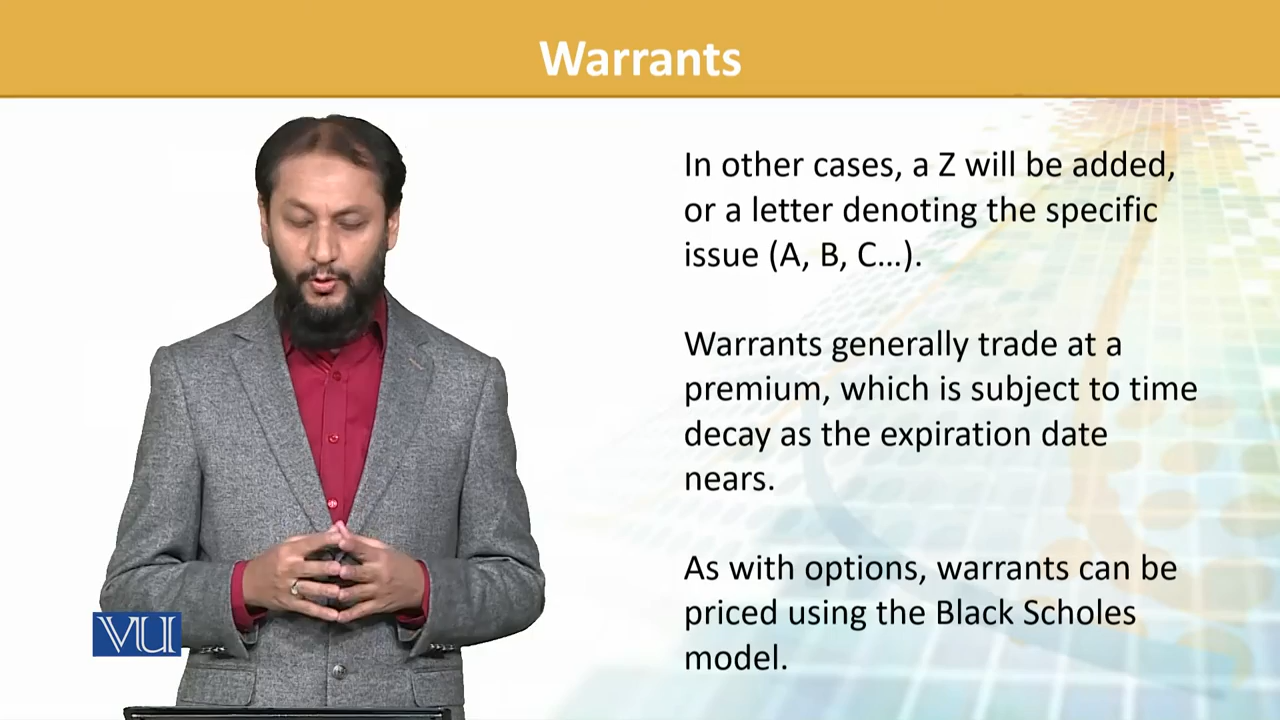 Warrants
In other cases, a Z will be added,
or a letter denoting the specific
issue (A, B, C...).
Warrants generally trade at a
premium, which is subject to time
decay as the expiration date
nears.
As with options, warrants can be
priced using the Black Scholes
model.
VU